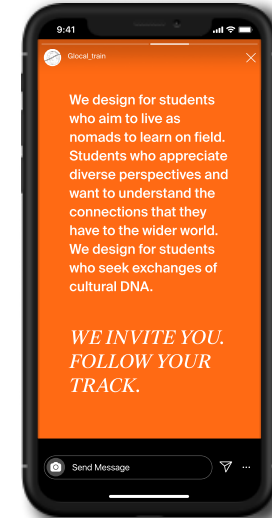 9:41
Glocal_train
We design for students
who aim to live as
nomads to learn on field.
Students who appreciate
diverse perspectives and
want to understand the
connections that they
have to the wider world.
We design for students
who seek exchanges of
cultural DNA.
WE INVITE YOU.
FOLLOW YOUR
TRACK.
Send Message